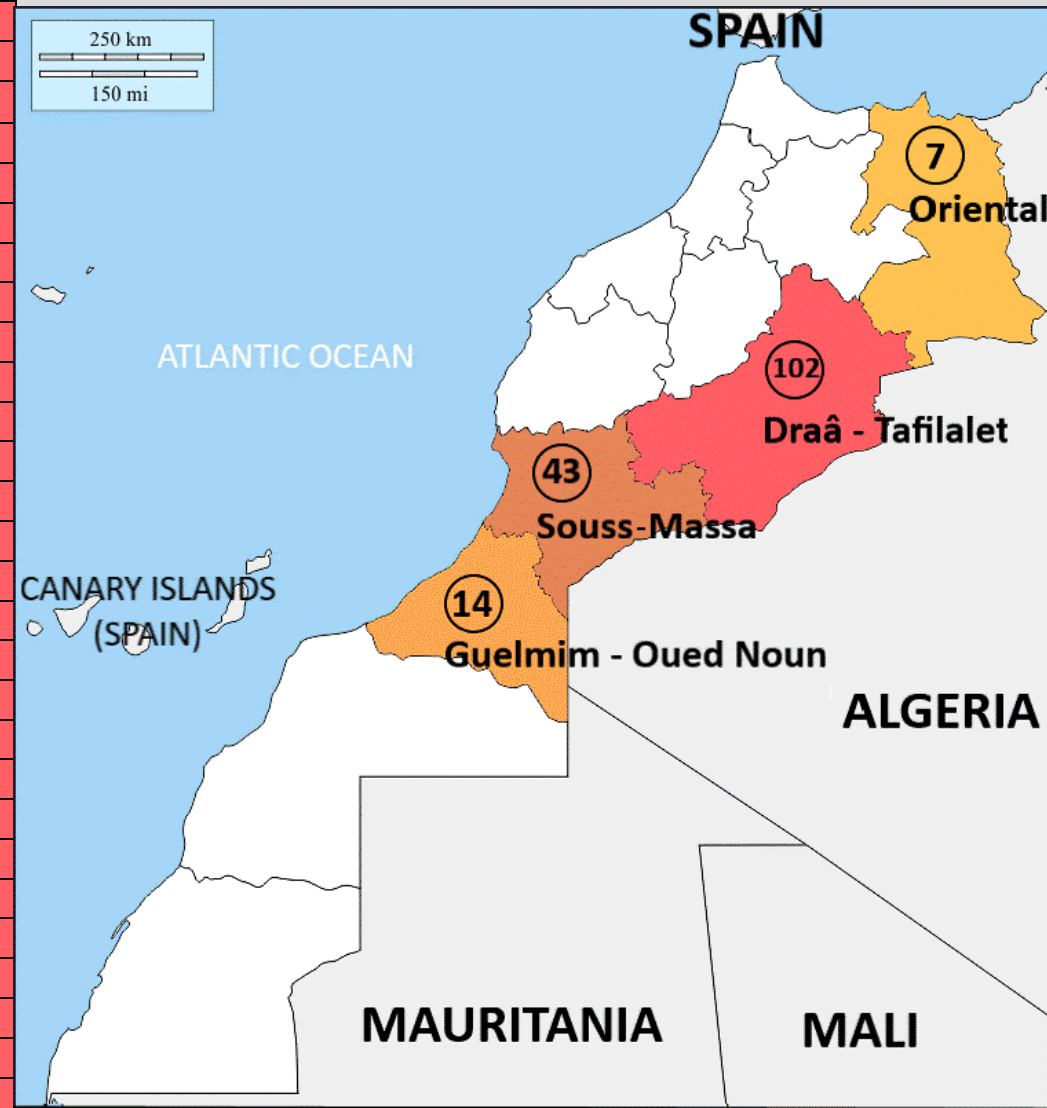 SPAIN
250 km
150 mi
7
Oriental
ATLANTIC OCEAN
102
Draâ - Tafilalet
43
Souss-Massa
CANARY ISLANDS
(SPAIN)
14
Guelmim - Oued Noun
ALGERIA
MAURITANIA
MALI